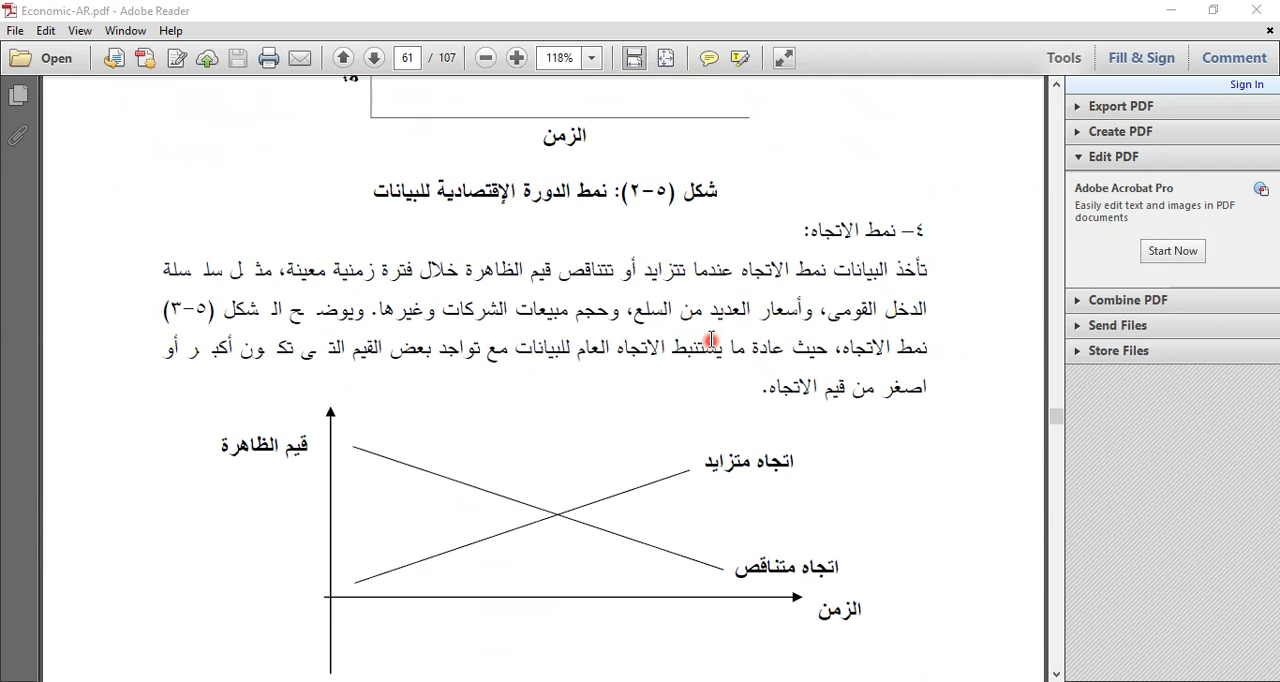 Economic-AR.pdf - Adobe Reader
File Edit View Window Help
Open 61 / 107 118% Tools Fill & Sign Comment
Sign In
Export PDF
Create PDF
Edit PDF
Adobe Acrobat Pro
Easily edit text and images in PDF
documents
Start Now
Combine PDF
Send Files
Store Files
الزمن
شكل (٥-٢): نمط الدورة الإقتصادية للبيانات
٤- نمط الاتجاه:
تأخذ البيانات نمط الاتجاه عندما تتزايد أو تتناقص قيم الظاهرة خلال فترة زمنية معينة، مثل سلسلة
الدخل القومى، وأسعار العديد من السلع، وحجم مبيعات الشركات وغيرها. ويوضح الشكل (٥-٣)
نمط الاتجاه، حيث عادة ما يستنبط الاتجاه العام للبيانات مع تواجد بعض القيم التى تكون أكبر أو
اصغر من قيم الاتجاه.
قيم الظاهرة
اتجاه متزايد
اتجاه متناقص
الزمن